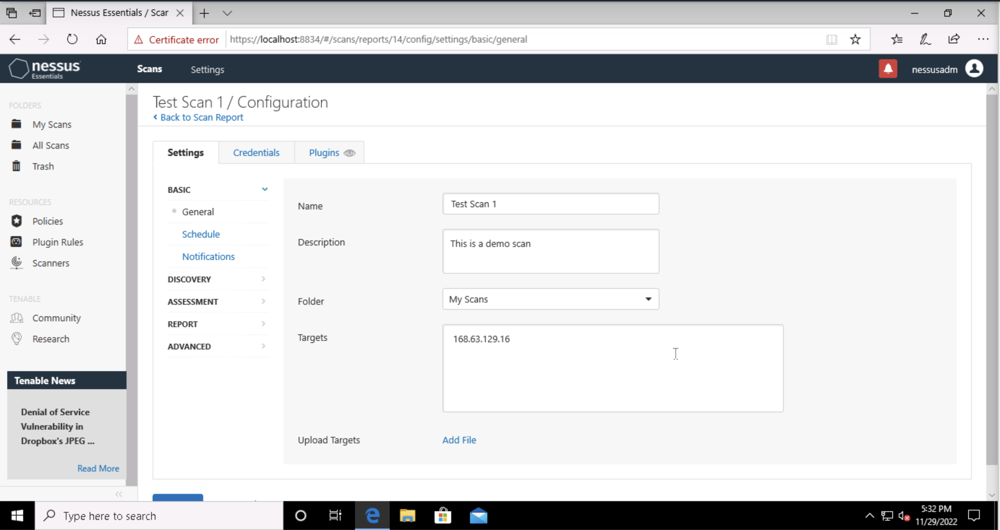 Nessus Essentials / Scar
Certificate error
https://localhost:8834/#/scans/reports/14/config/settings/basic/general
nessus
Essentials
Scans
Settings
nessusadm
FOLDERS
My Scans
All Scans
Trash
RESOURCES
Policies
Plugin Rules
Scanners
TENABLE
Community
Research
Tenable News
Denial of Service
Vulnerability in
Dropbox's JPEG ...
Read More
Test Scan 1 / Configuration
Back to Scan Report
Settings
Credentials
Plugins
BASIC
General
Schedule
Notifications
DISCOVERY
ASSESSMENT
REPORT
ADVANCED
Name
Test Scan 1
Description
This is a demo scan
Folder
My Scans
Targets
168.63.129.16
Upload Targets
Add File
Type here to search
5:32 PM
11/29/2022